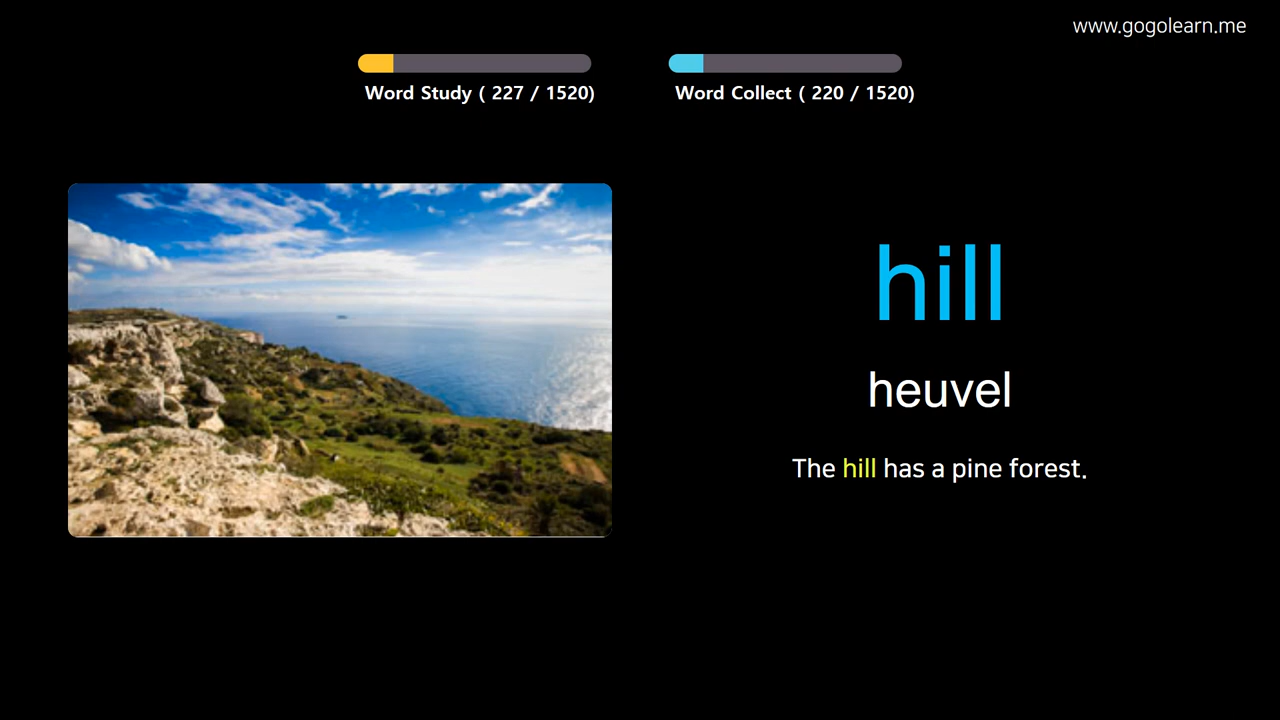 www.gogolearn.me
Word Study ( 227 / 1520)
Word Collect ( 220 / 1520)
hill
heuvel
The hill has a pine forest.